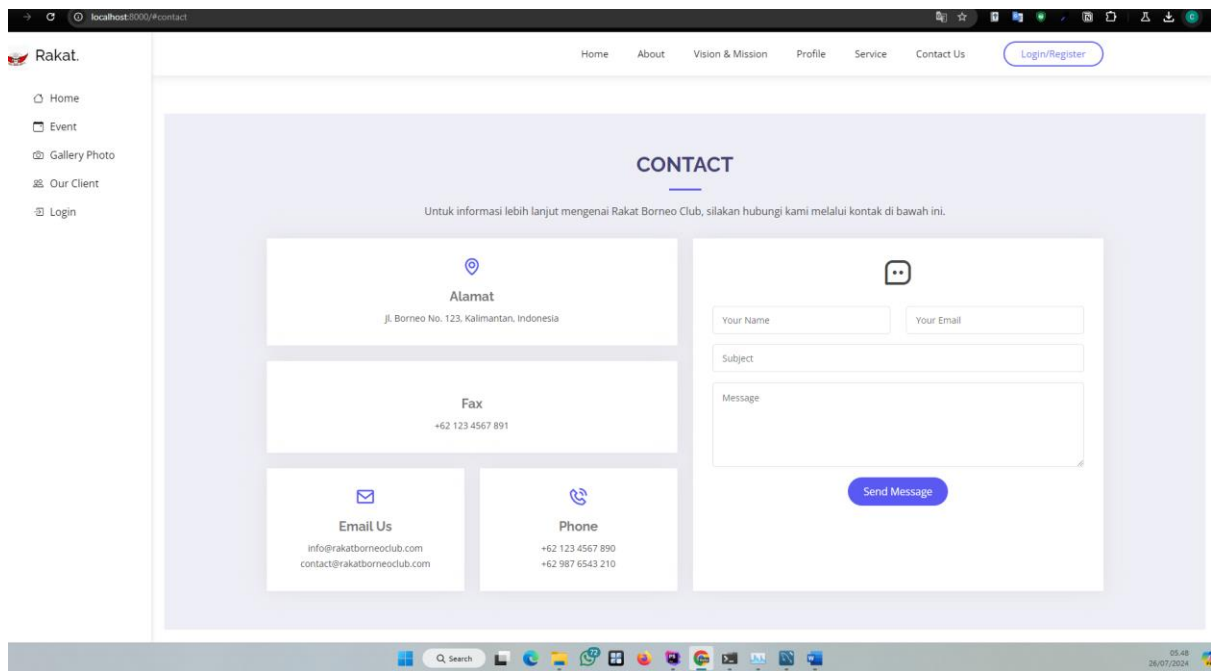 localhost:8000/#contact
Rakat.
Home About Vision & Mission Profile Service Contact Us Login/Register
Home
Event
Gallery Photo
Our Client
Login
CONTACT
Untuk informasi lebih lanjut mengenai Rakat Borneo Club, silakan hubungi kami melalui kontak di bawah ini.
Alamat
Jl. Borneo No. 123, Kalimantan, Indonesia
Fax
+62 123 4567 891
Email Us
info@rakatborneoclub.com
contact@rakatborneoclub.com
Phone
+62 123 4567 890
+62 987 6543 210
Your Name Your Email
Subject
Message
Send Message
Search
72
05.48
26/07/2024